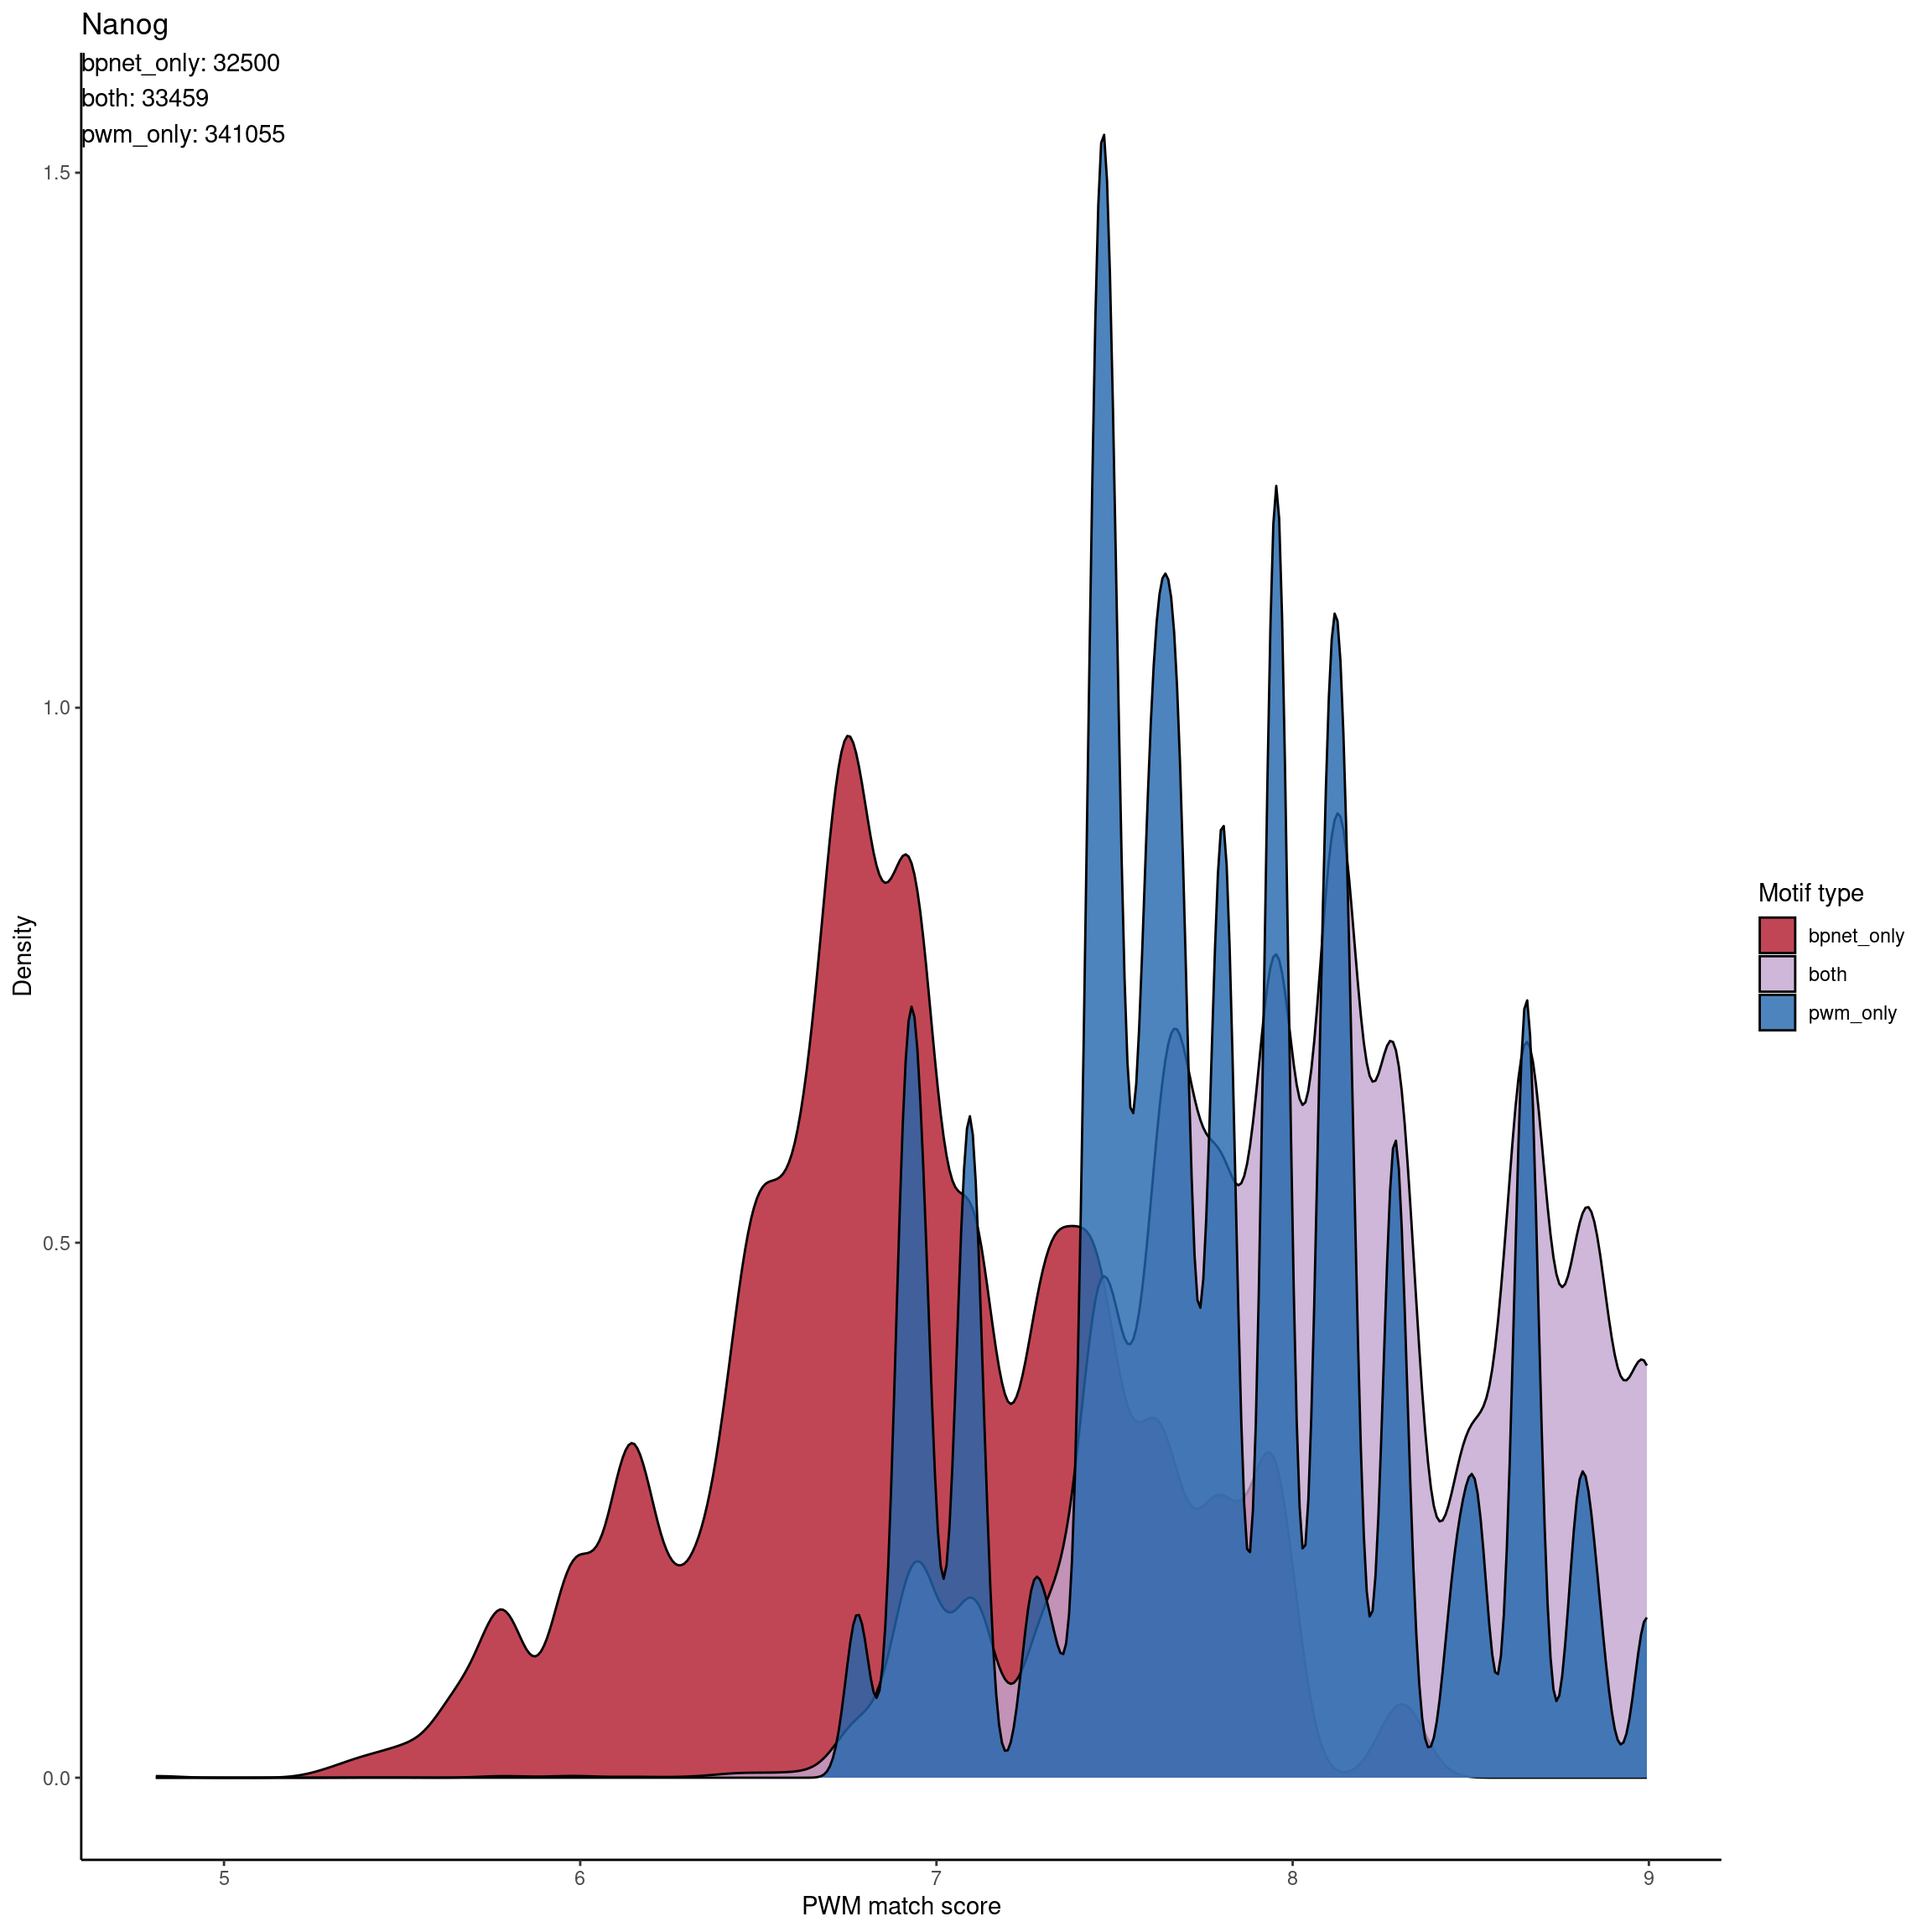 Nanog
bpnet_only: 32500
both: 33459
pwm_only: 341055
1.5
1.0
0.5
0.0
Density
5
6
7
8
9
PWM match score
Motif type
bpnet_only
both
pwm_only